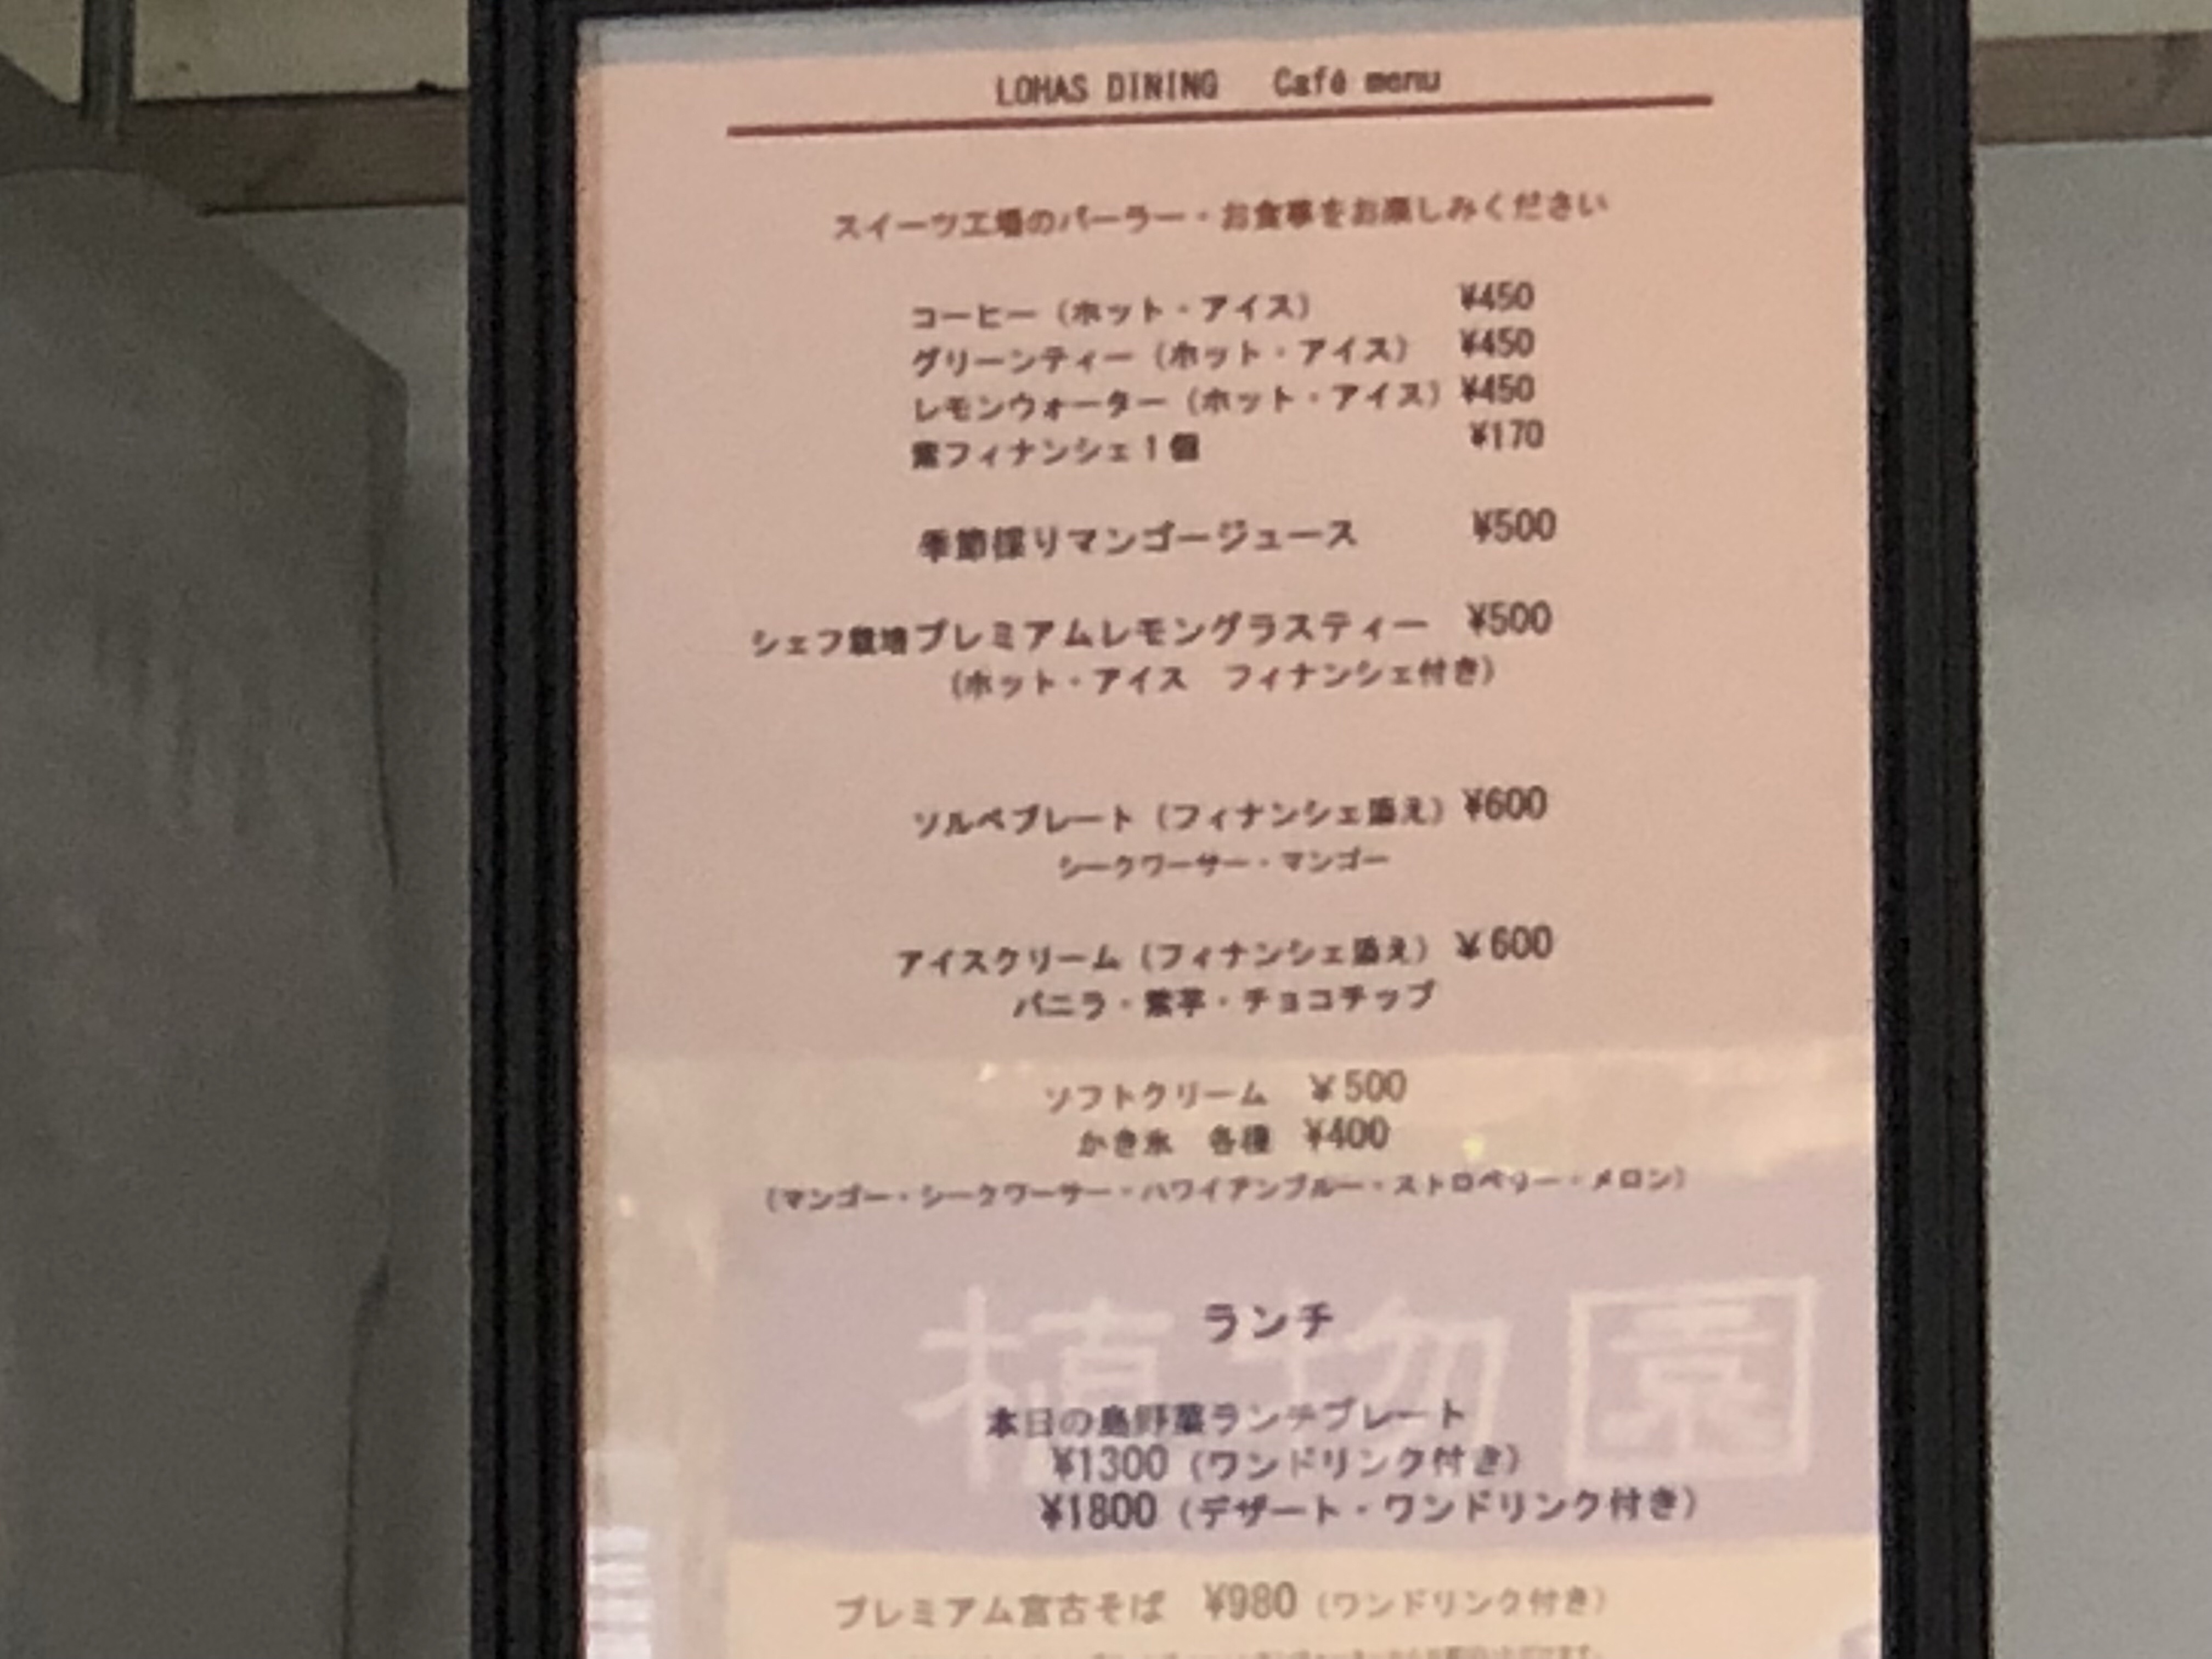 LOHAS DINING Café menu
スイーツ工場のパーラー・お食事をお楽しみください
コーヒー（ホット・アイス） ¥450
グリーンティー（ホット・アイス） ¥450
レモンウォーター（ホット・アイス） ¥450
紫フィナンシェ1個 ¥170
季節採りマンゴージュース ¥500
シェフ栽培プレミアムレモングラスティー ¥500
（ホット・アイス フィナンシェ付き）
ソルベプレート（フィナンシェ添え） ¥600
シークワーサー・マンゴー
アイスクリーム（フィナンシェ添え） ¥600
バニラ・紫芋・チョコチップ
ソフトクリーム ¥500
かき氷 各種 ¥400
（マンゴー・シークワーサー・ハワイアンブルー・ストロベリー・メロン）
ランチ
植物園
本日の島野菜ランチプレート
¥1300（ワンドリンク付き）
¥1800（デザート・ワンドリンク付き）
プレミアム宮古そば ¥980（ワンドリンク付き）